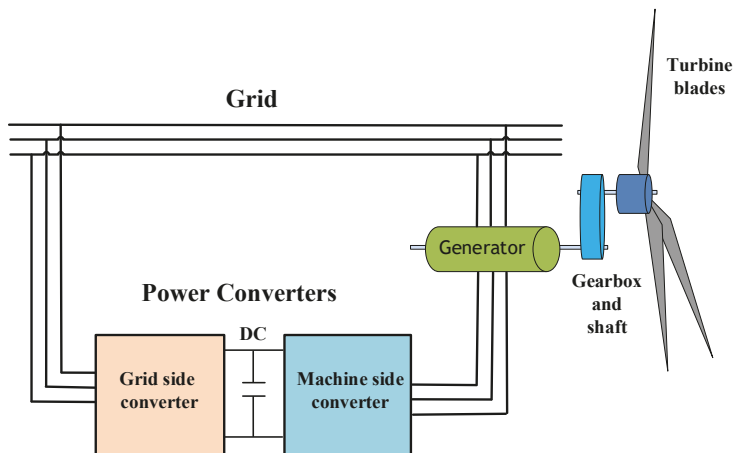 Turbine
blades
Grid
Generator
Gearbox
and
shaft
Power Converters
DC
Grid side
converter
Machine side
converter